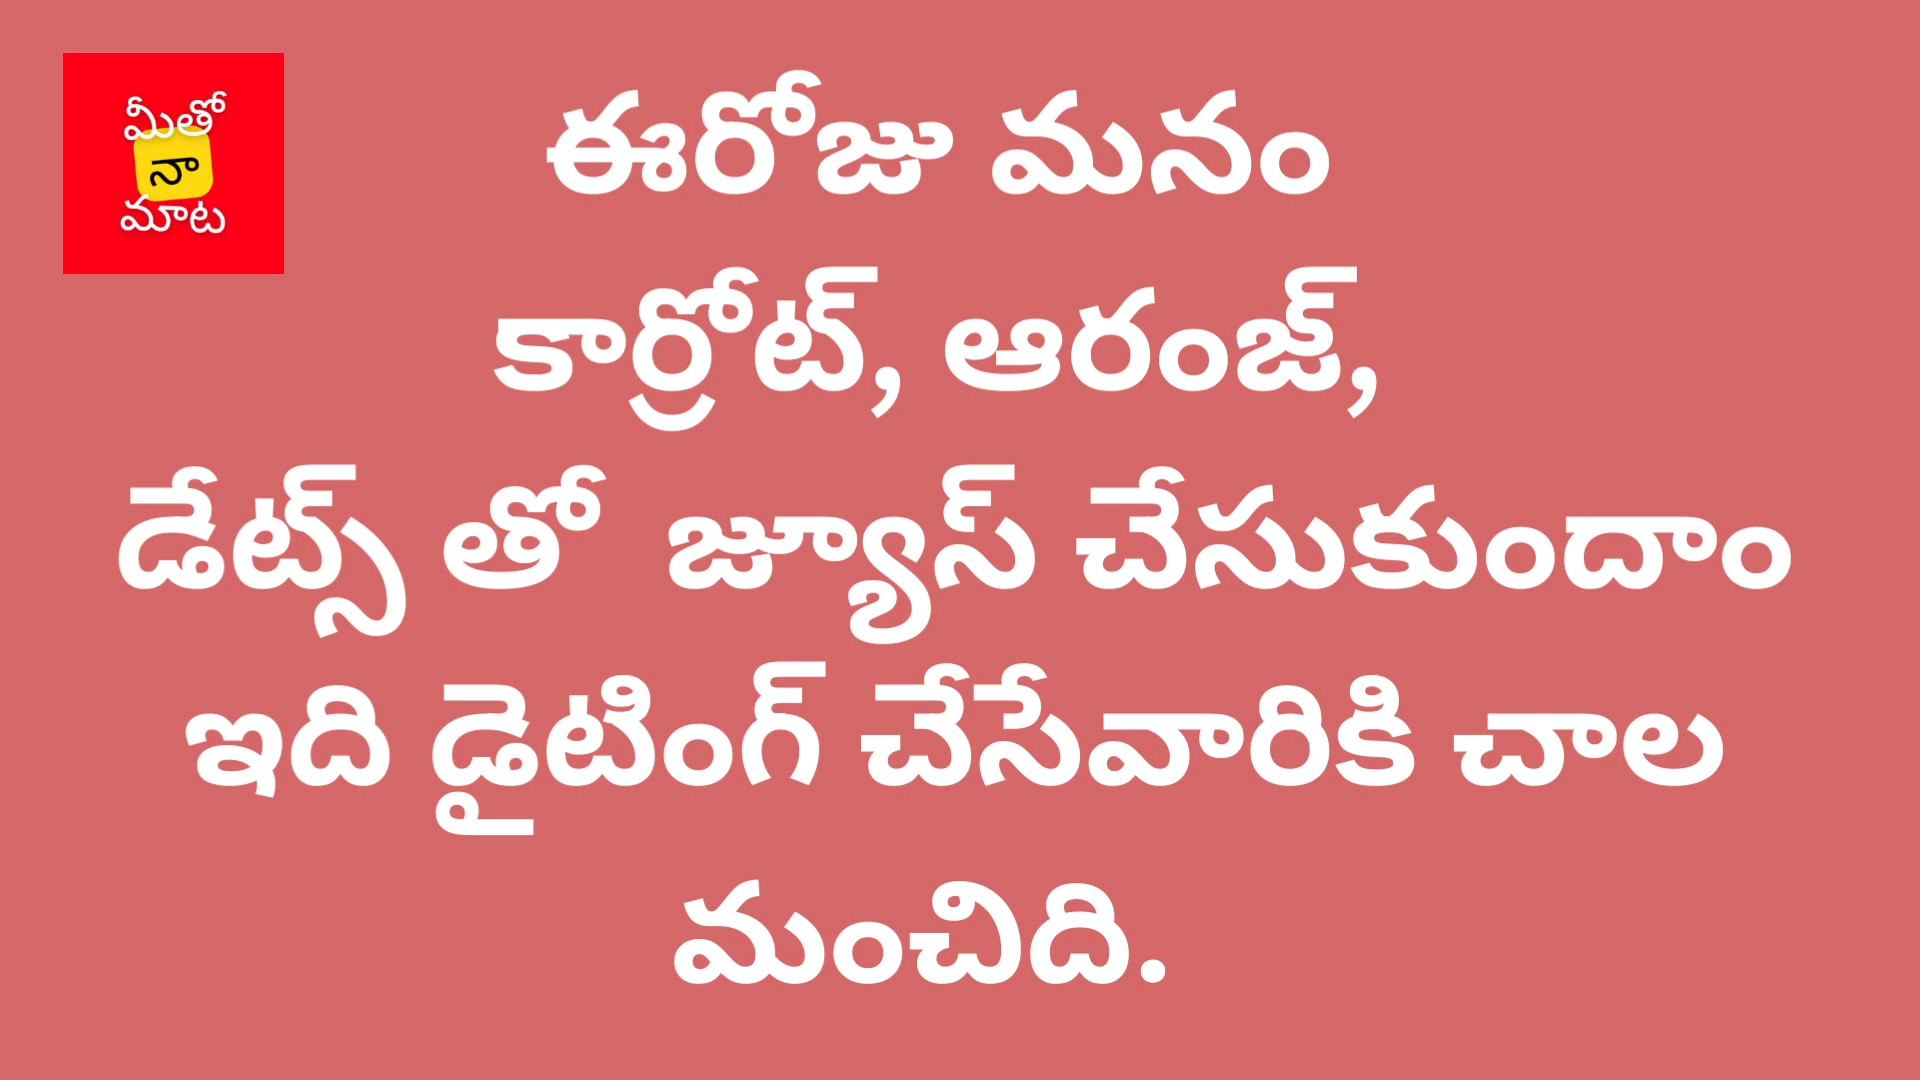 మీతో
నా
మాట
ఈరోజు మనం
కార్రోట్, ఆరంజ్,
డేట్స్ తో జ్యూస్ చేసుకుందాం
ఇది డైటింగ్ చేసేవారికి చాల
మంచిది.